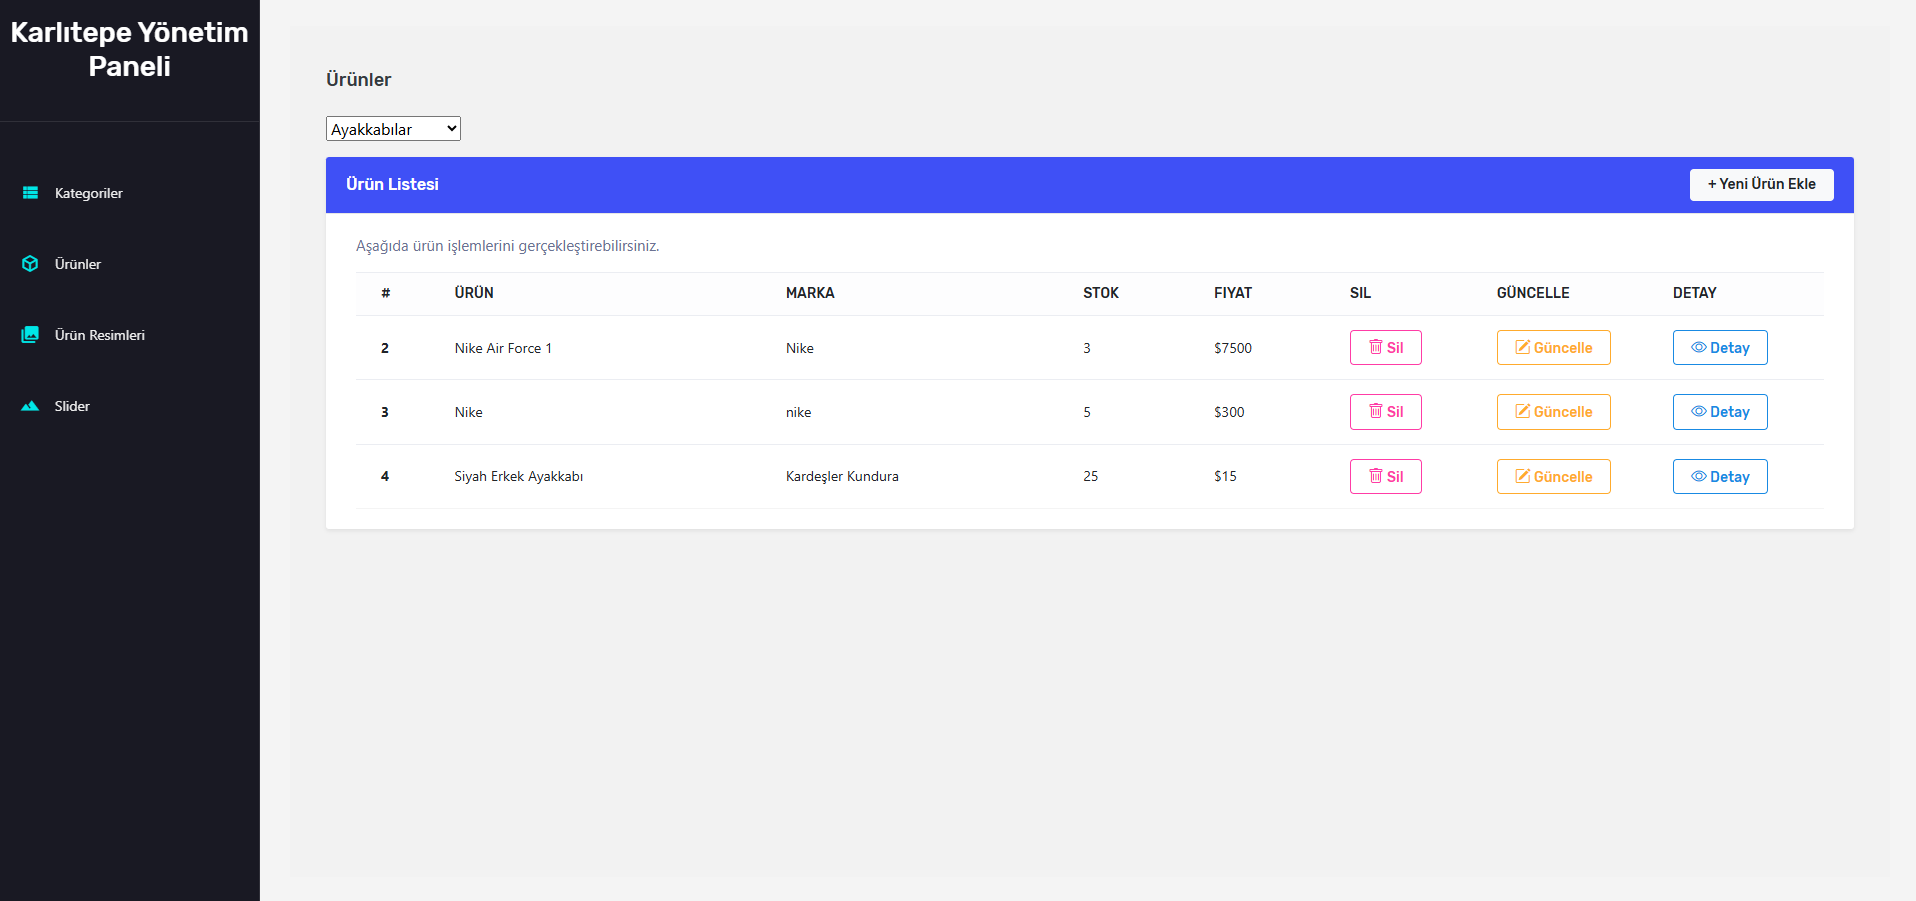 Karlıtepe Yönetim
Paneli
Kategoriler
Ürünler
Ürün Resimleri
Slider
Ürünler
Ayakkabılar
Ürün Listesi
+ Yeni Ürün Ekle
Aşağıda ürün işlemlerini gerçekleştirebilirsiniz.
# ÜRÜN MARKA STOK FIYAT SIL GÜNCELLE DETAY
2 Nike Air Force 1 Nike 3 $7500 Sil Güncelle Detay
3 Nike nike 5 $300 Sil Güncelle Detay
4 Siyah Erkek Ayakkabı Kardeşler Kundura 25 $15 Sil Güncelle Detay